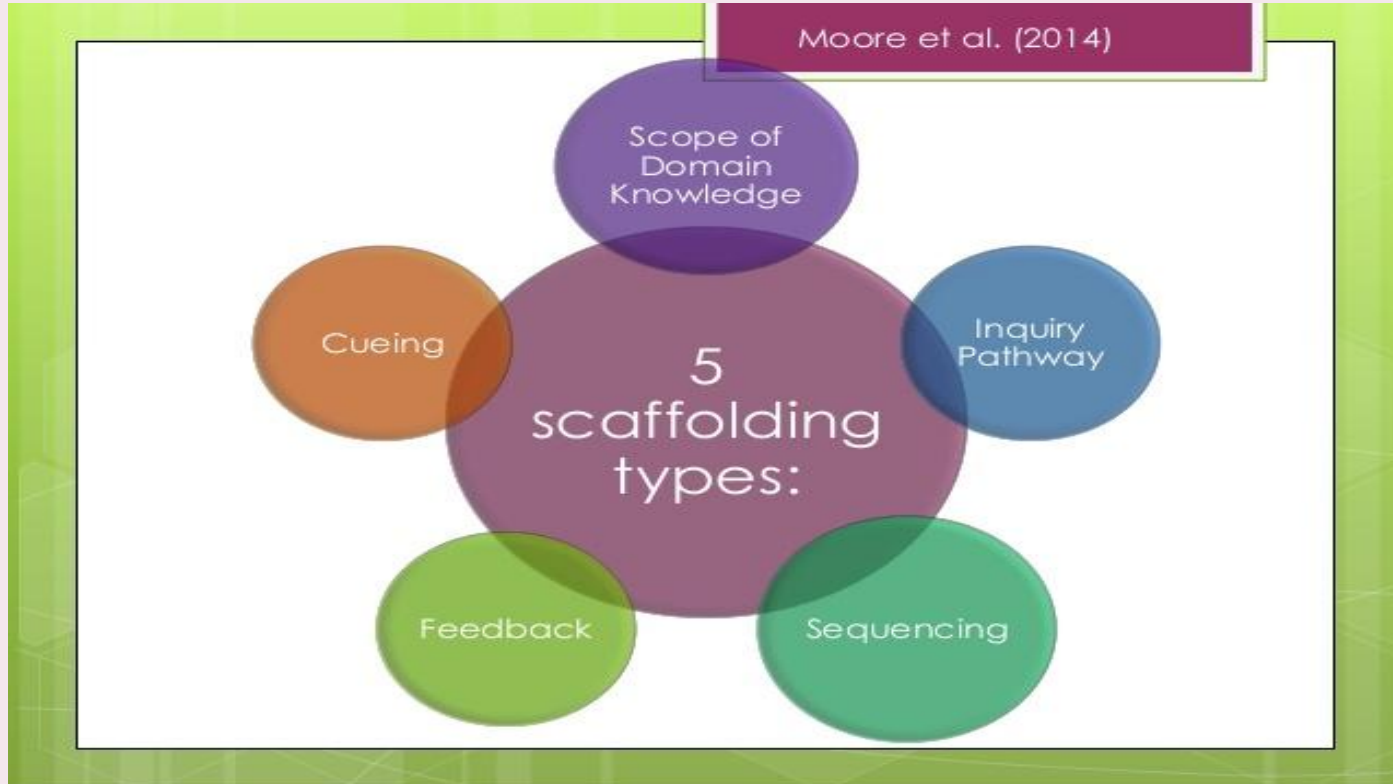 Moore et al. (2014)
Scope of
Domain
Knowledge
Cueing
Inquiry
Pathway
5
scaffolding
types:
Feedback
Sequencing